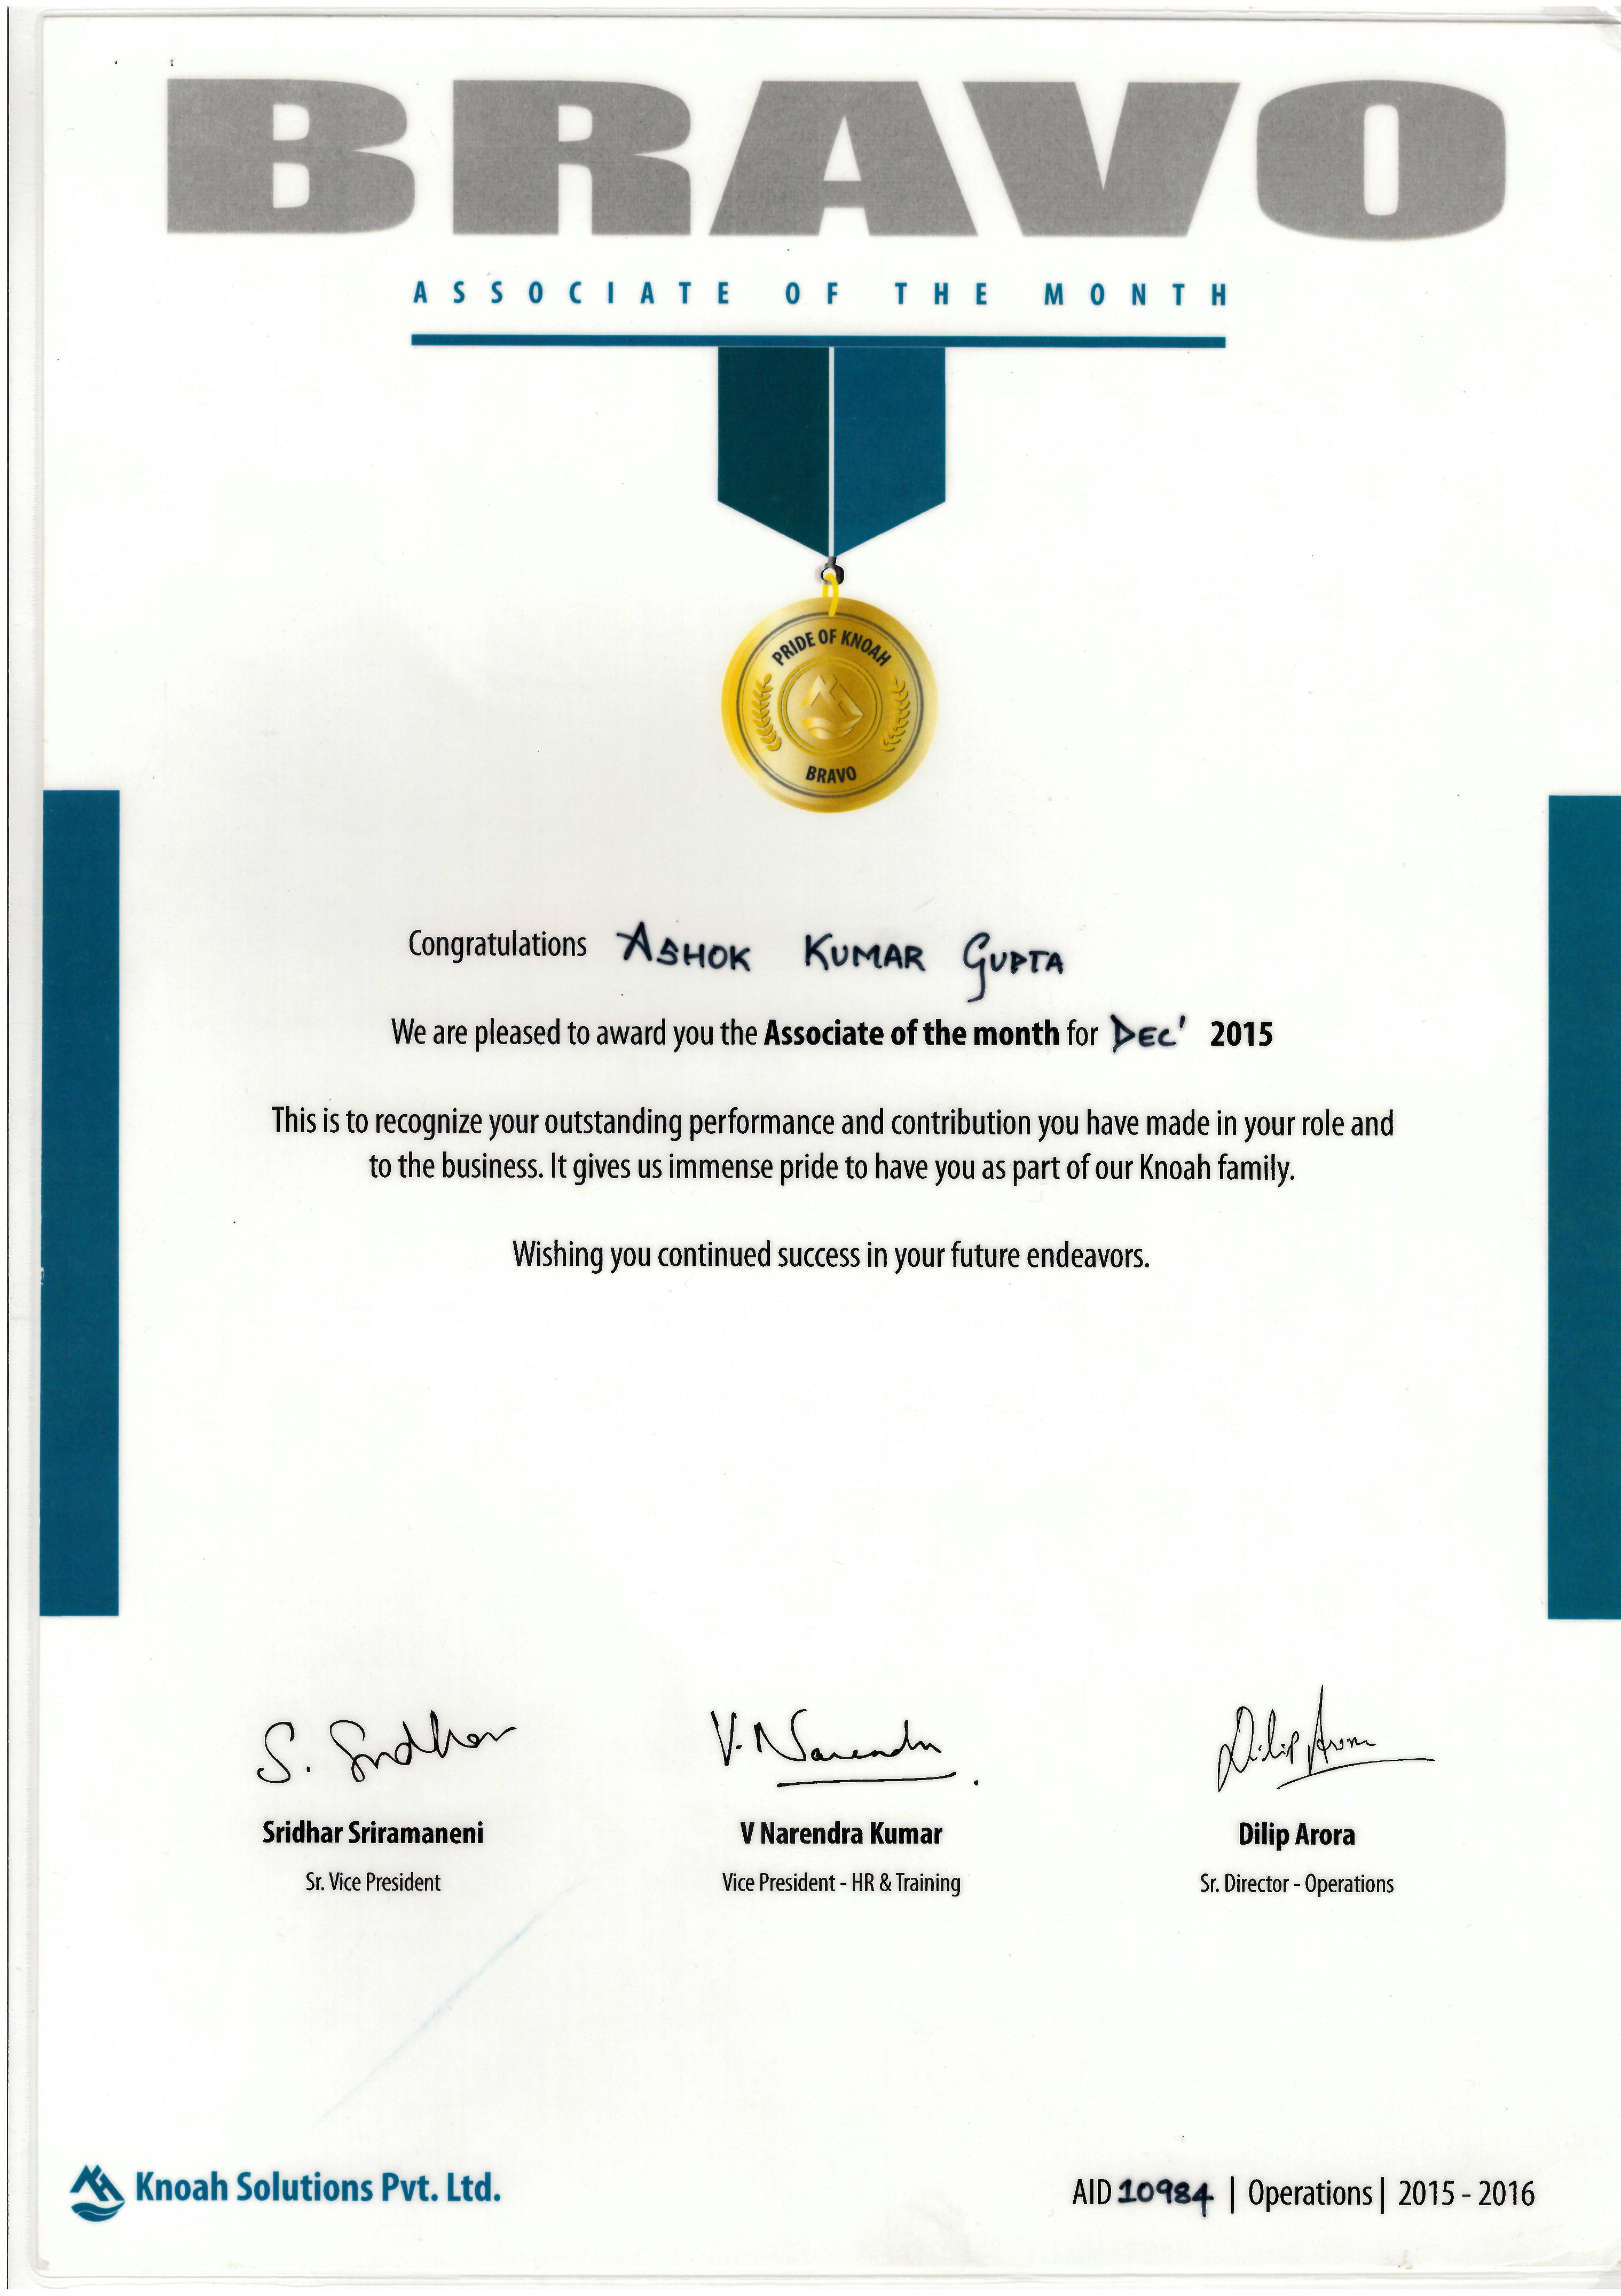 BRAVO
ASSOCIATE OF THE MONTH
PRIDE OF KNOAH
BRAVO
Congratulations ASHOK KUMAR GUPTA
We are pleased to award you the Associate of the month for DEC' 2015
This is to recognize your outstanding performance and contribution you have made in your role and
to the business. It gives us immense pride to have you as part of our Knoah family.
Wishing you continued success in your future endeavors.
S. Sridhar V. Narendra Dilip Arora
Sridhar Sriramaneni V Narendra Kumar Dilip Arora
Sr. Vice President Vice President - HR & Training Sr. Director - Operations
Knoah Solutions Pvt. Ltd. AID 10984 | Operations | 2015 - 2016